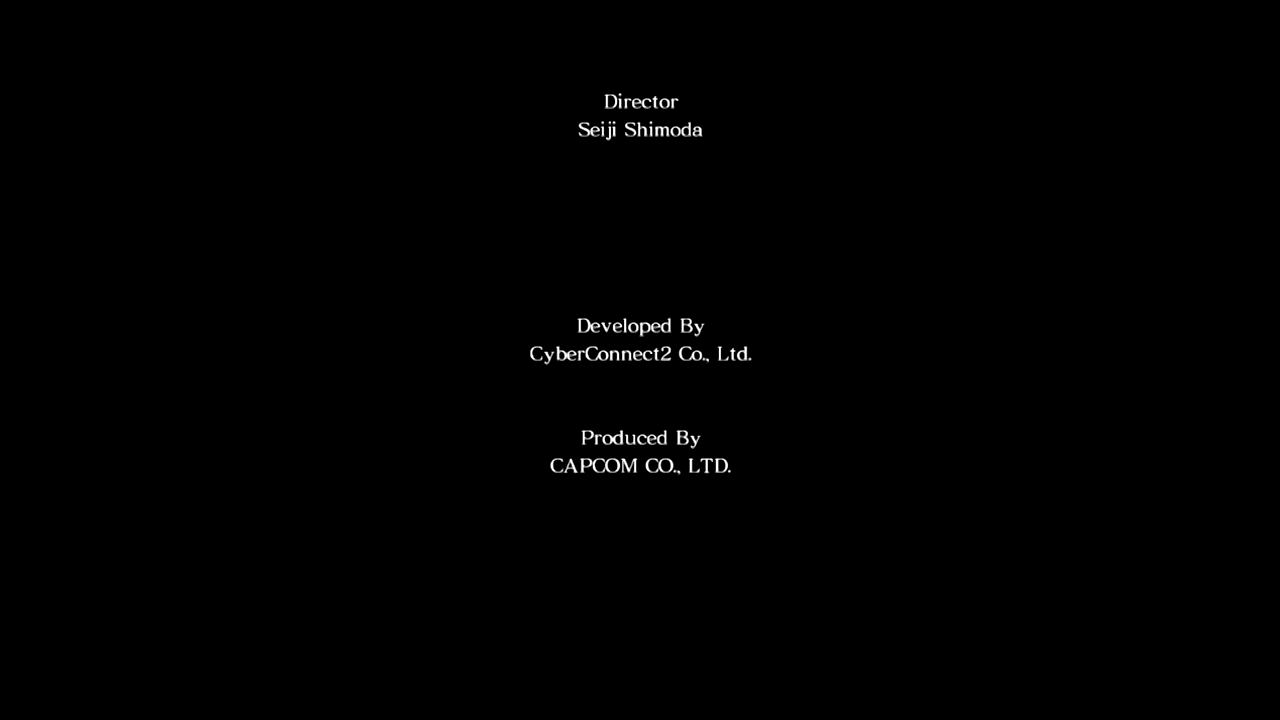 Director
Seiji Shimoda
Developed By
CyberConnect2 Co., Ltd.
Produced By
CAPCOM CO., LTD.